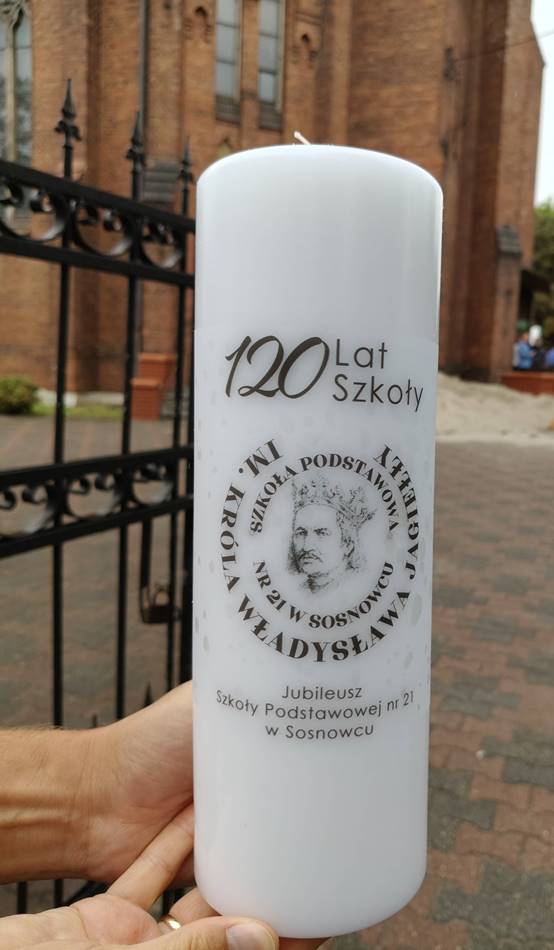 120 Lat
Szkoły
IM. KRÓLA WŁADYSŁAWA JAGIEŁŁY
SZKOŁA PODSTAWOWA
NR 21 W SOSNOWCU
Jubileusz
Szkoły Podstawowej nr 21
w Sosnowcu